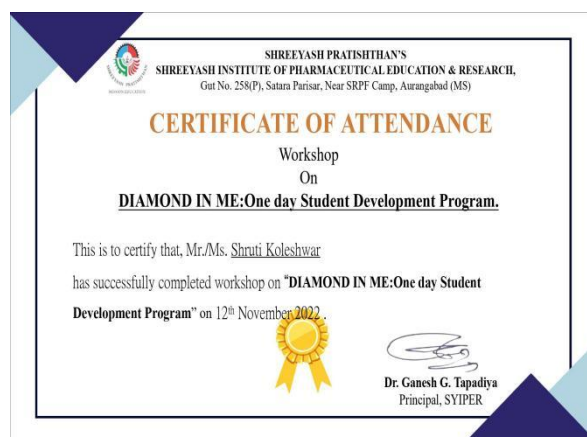 SHREEYASH PRATISHTHAN'S
SHREEYASH INSTITUTE OF PHARMACEUTICAL EDUCATION & RESEARCH,
Gut No. 258(P), Satara Parisar, Near SRPF Camp, Aurangabad (MS)
CERTIFICATE OF ATTENDANCE
Workshop
On
DIAMOND IN ME:One day Student Development Program.
This is to certify that, Mr./Ms. Shruti Koleshwar
has successfully completed workshop on "DIAMOND IN ME:One day Student
Development Program" on 12th November 2022 .
Dr. Ganesh G. Tapadiya
Principal, SYIPER